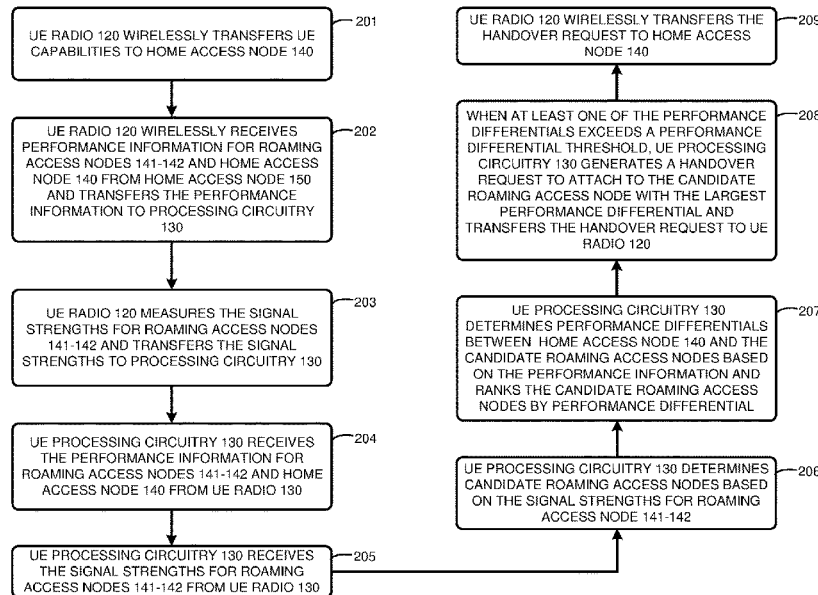 UE RADIO 120 WIRELESSLY TRANSFERS UE
CAPABILITIES TO HOME ACCESS NODE 140
201
UE RADIO 120 WIRELESSLY RECEIVES
PERFORMANCE INFORMATION FOR ROAMING
ACCESS NODES 141-142 AND HOME ACCESS
NODE 140 FROM HOME ACCESS NODE 150
AND TRANSFERS THE PERFORMANCE
INFORMATION TO PROCESSING CIRCUITRY
130
202
UE RADIO 120 MEASURES THE SIGNAL
STRENGTHS FOR ROAMING ACCESS NODES
141-142 AND TRANSFERS THE SIGNAL
STRENGTHS TO PROCESSING CIRCUITRY 130
203
UE PROCESSING CIRCUITRY 130 RECEIVES
THE PERFORMANCE INFORMATION FOR
ROAMING ACCESS NODES 141-142 AND HOME
ACCESS NODE 140 FROM UE RADIO 130
204
UE PROCESSING CIRCUITRY 130 RECEIVES
THE SIGNAL STRENGTHS FOR ROAMING
ACCESS NODES 141-142 FROM UE RADIO 130
205
UE PROCESSING CIRCUITRY 130 DETERMINES
CANDIDATE ROAMING ACCESS NODES BASED
ON THE SIGNAL STRENGTHS FOR ROAMING
ACCESS NODE 141-142
206
UE PROCESSING CIRCUITRY 130
DETERMINES PERFORMANCE DIFFERENTIALS
BETWEEN HOME ACCESS NODE 140 AND THE
CANDIDATE ROAMING ACCESS NODES BASED
ON THE PERFORMANCE INFORMATION AND
RANKS THE CANDIDATE ROAMING ACCESS
NODES BY PERFORMANCE DIFFERENTIAL
207
WHEN AT LEAST ONE OF THE PERFORMANCE
DIFFERENTIALS EXCEEDS A PERFORMANCE
DIFFERENTIAL THRESHOLD, UE PROCESSING
CIRCUITRY 130 GENERATES A HANDOVER
REQUEST TO ATTACH TO THE CANDIDATE
ROAMING ACCESS NODE WITH THE LARGEST
PERFORMANCE DIFFERENTIAL AND
TRANSFERS THE HANDOVER REQUEST TO UE
RADIO 120
208
UE RADIO 120 WIRELESSLY TRANSFERS THE
HANDOVER REQUEST TO HOME ACCESS
NODE 140
209